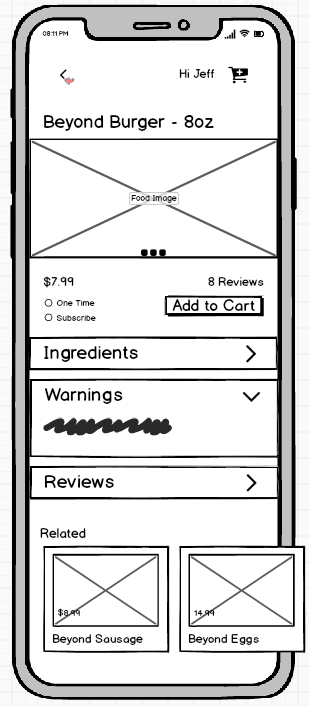 08:11 PM
Hi Jeff
Beyond Burger - 8oz
Food Image
$7.99
8 Reviews
One Time
Subscribe
Add to Cart
Ingredients
Warnings
Reviews
Related
$8.99
14.99
Beyond Sausage
Beyond Eggs